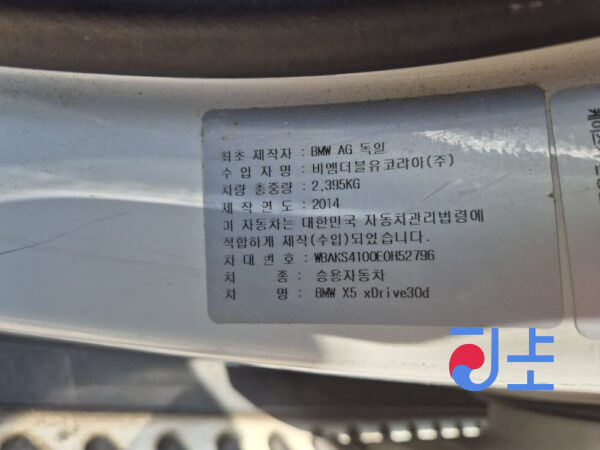 최초 제작자 : BMW AG 독일
수 입 자 명 : 비엠더블유코리아(주)
차량 총중량 : 2,395KG
제 작 연 도 : 2014
이 자동차는 대한민국 자동차관리법령에
적합하게 제작(수입)되었습니다.
차 대 번 호 : WBAKS4100E0H52796
차 종 : 승용자동차
차 명 : BMW X5 xDrive30d